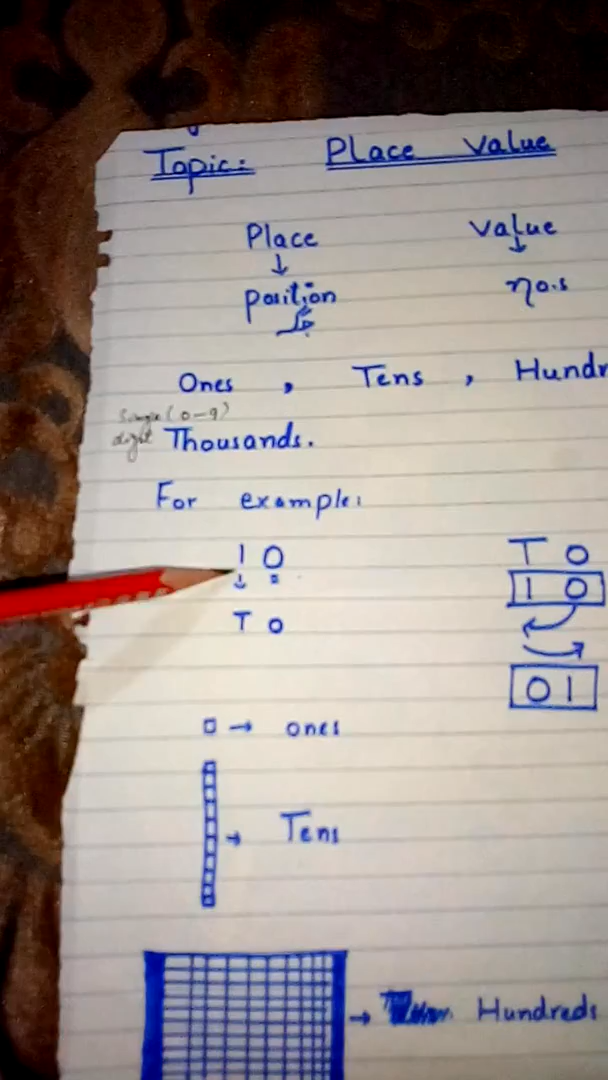 Topic: Place Value
Place Value
↓ ↓
Position no.s
Ones , Tens , Hundr
Single (0-9)
digit Thousands.
For example:
1 0 T O
T O 1 0
0 1
→ ones
→ Tens
→ Hundreds